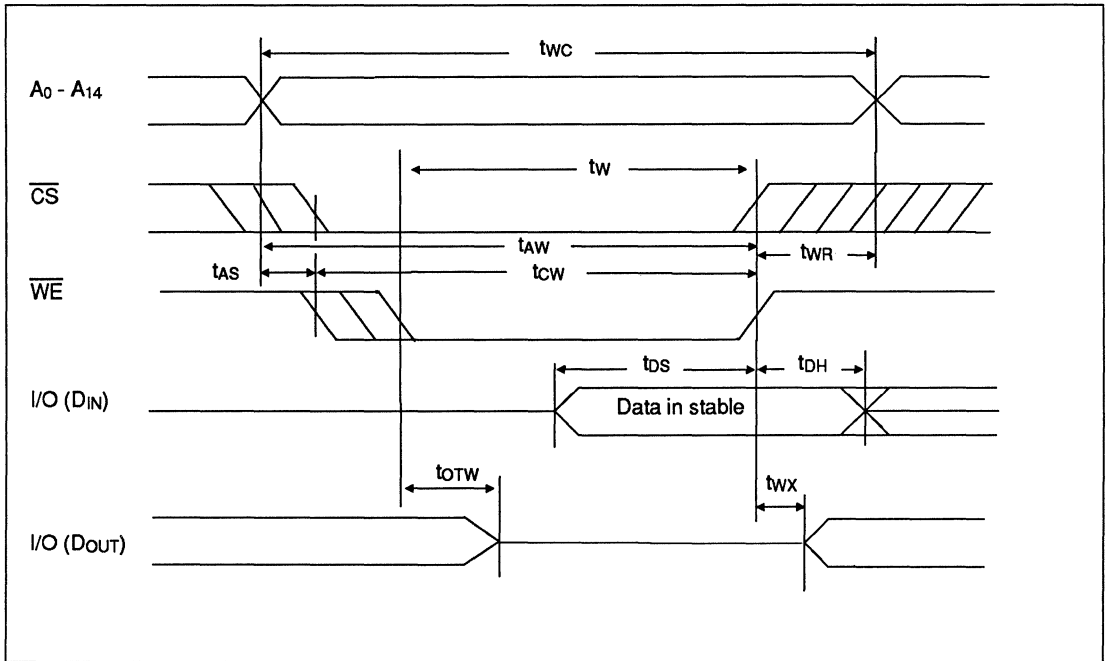 tWC
A0 - A14
tW
CS
tAW
tWR
tAS
tCW
WE
tDS
tDH
I/O (DIN)
Data in stable
tOTW
tWX
I/O (DOUT)